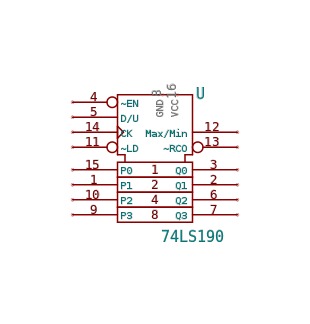 U
GND 8
VCC 16
4 ~EN
5 D/U
14 CK Max/Min 12
11 ~LD ~RCO 13
15 P0 1 Q0 3
1 P1 2 Q1 2
10 P2 4 Q2 6
9 P3 8 Q3 7
74LS190